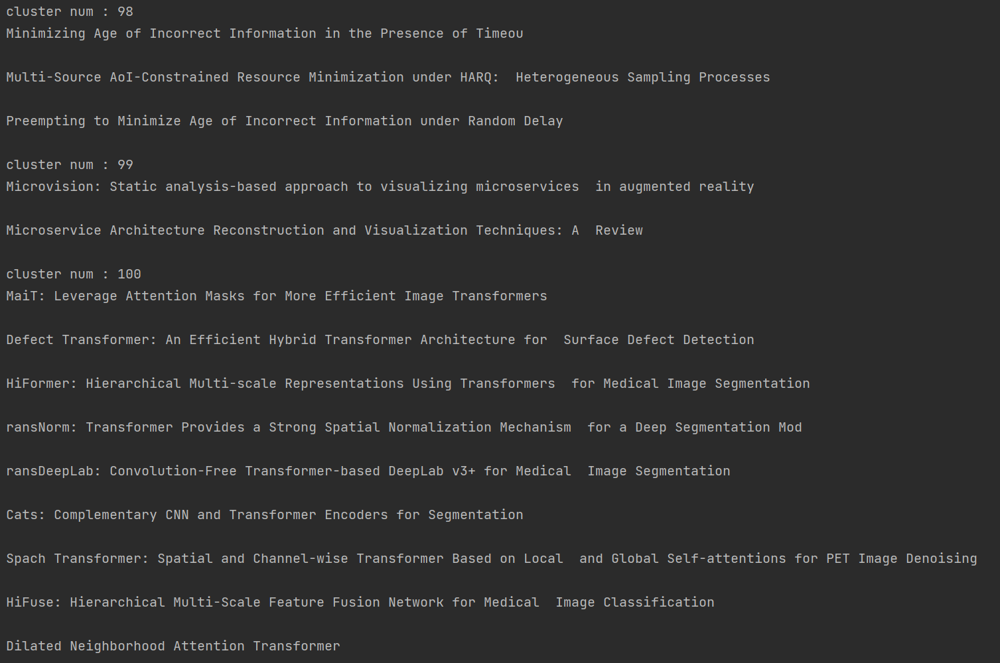 cluster num : 98
Minimizing Age of Incorrect Information in the Presence of Timeou
Multi-Source AoI-Constrained Resource Minimization under HARQ:  Heterogeneous Sampling Processes
Preempting to Minimize Age of Incorrect Information under Random Delay
cluster num : 99
Microvision: Static analysis-based approach to visualizing microservices  in augmented reality
Microservice Architecture Reconstruction and Visualization Techniques: A  Review
cluster num : 100
MaiT: Leverage Attention Masks for More Efficient Image Transformers
Defect Transformer: An Efficient Hybrid Transformer Architecture for  Surface Defect Detection
HiFormer: Hierarchical Multi-scale Representations Using Transformers  for Medical Image Segmentation
ransNorm: Transformer Provides a Strong Spatial Normalization Mechanism  for a Deep Segmentation Mod
ransDeepLab: Convolution-Free Transformer-based DeepLab v3+ for Medical  Image Segmentation
Cats: Complementary CNN and Transformer Encoders for Segmentation
Spach Transformer: Spatial and Channel-wise Transformer Based on Local  and Global Self-attentions for PET Image Denoising
HiFuse: Hierarchical Multi-Scale Feature Fusion Network for Medical  Image Classification
Dilated Neighborhood Attention Transformer